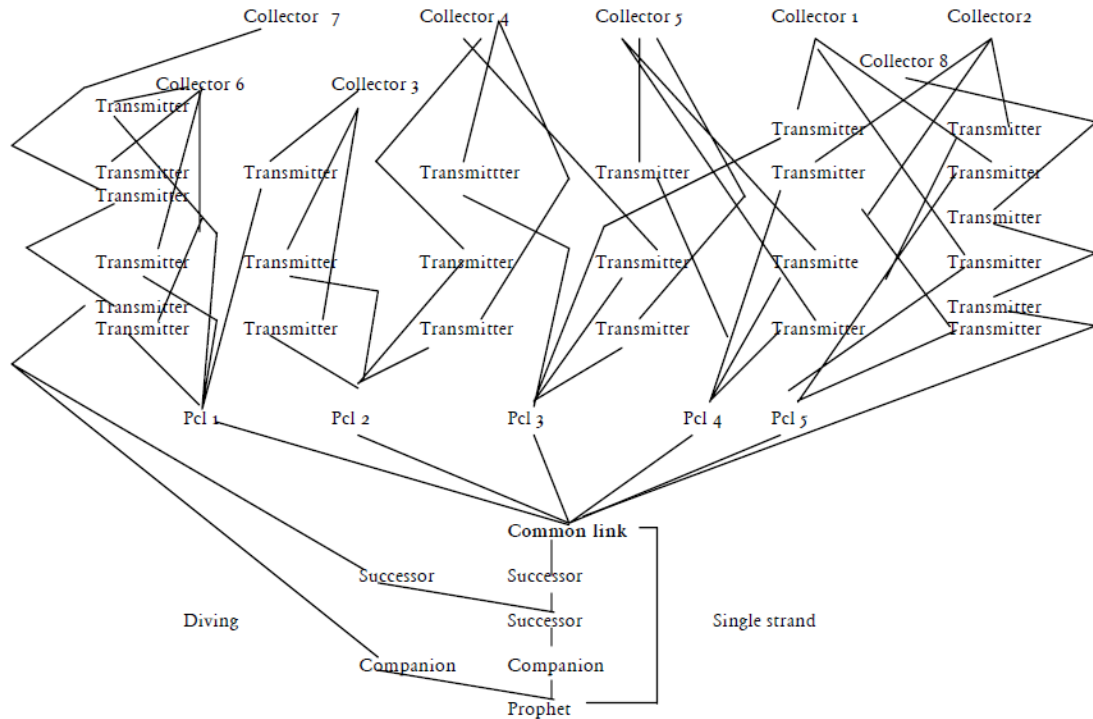 Collector 7 Collector 4 Collector 5 Collector 1 Collector2
Collector 8
Collector 6 Collector 3
Transmitter
Transmitter Transmitter
Transmitter Transmitter Transmittter Transmitter Transmitter Transmitter
Transmitter
Transmitter
Transmitter Transmitter Transmitter Transmitter Transmitte Transmitter
Transmitter Transmitter
Transmitter Transmitter Transmitter Transmitter Transmitter Transmitter
Pcl 1 Pcl 2 Pcl 3 Pcl 4 Pcl 5
Common link
Successor Successor
Diving Successor Single strand
Companion Companion
Prophet